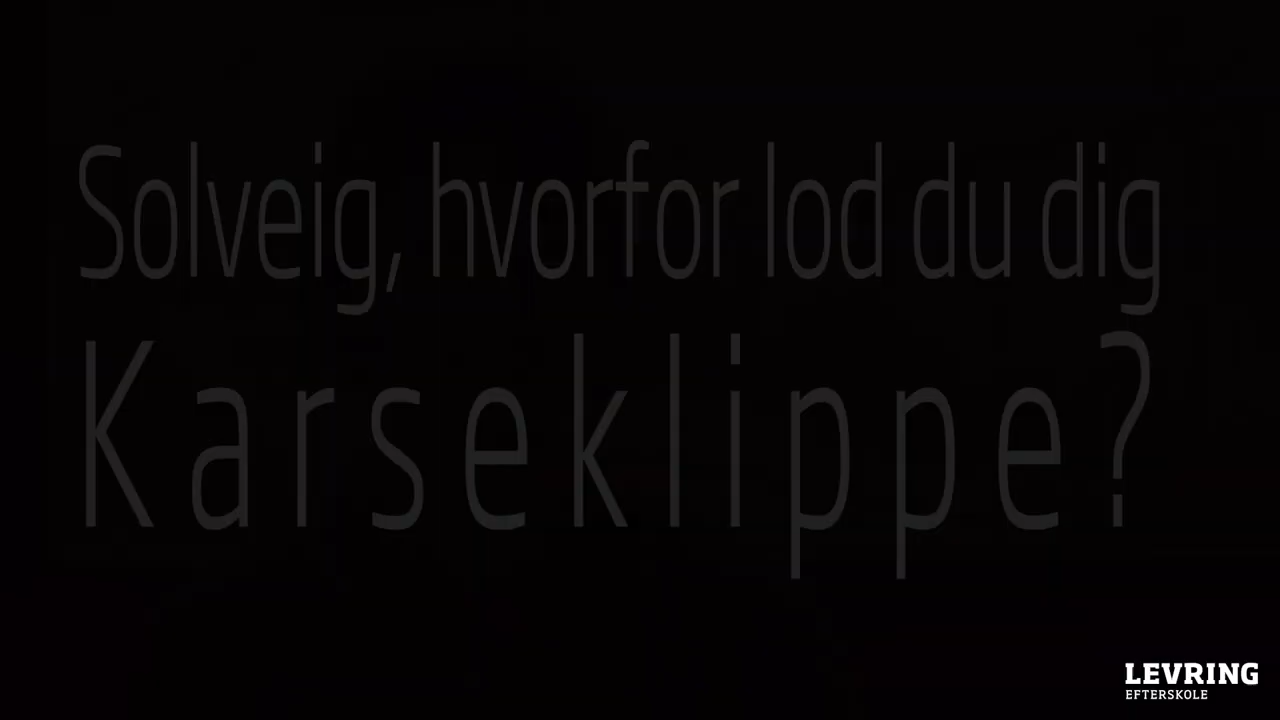 Solveig, hvorfor lod du dig
Karseklippe?
LEVRING
EFTERSKOLE